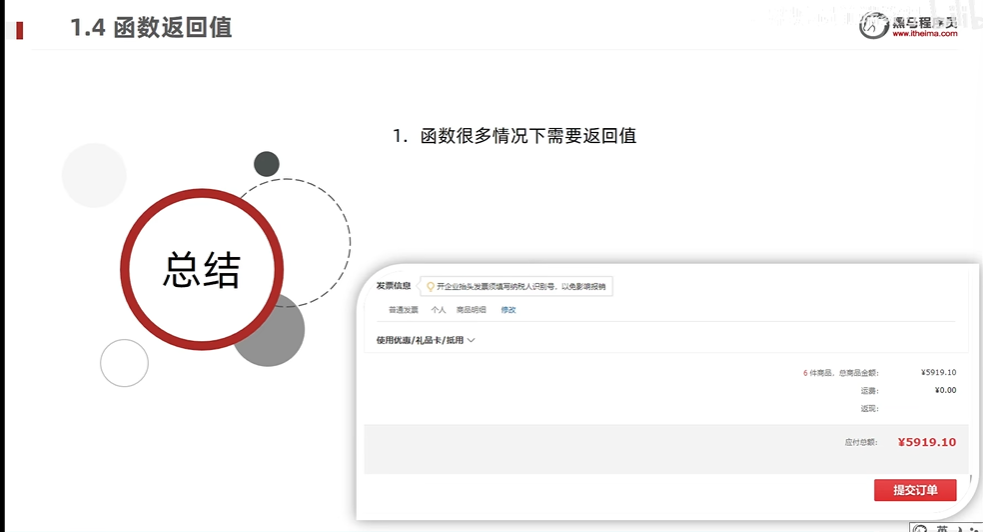 1.4 函数返回值
黑马程序员
www.itheima.com
1. 函数很多情况下需要返回值
总结
发票信息
开企业抬头发票须填写纳税人识别号，以免影响报销
普通发票 个人 商品明细 修改
使用优惠/礼品卡/抵用
6 件商品，总商品金额: ¥5919.10
运费: ¥0.00
返现:
应付总额: ¥5919.10
提交订单
英